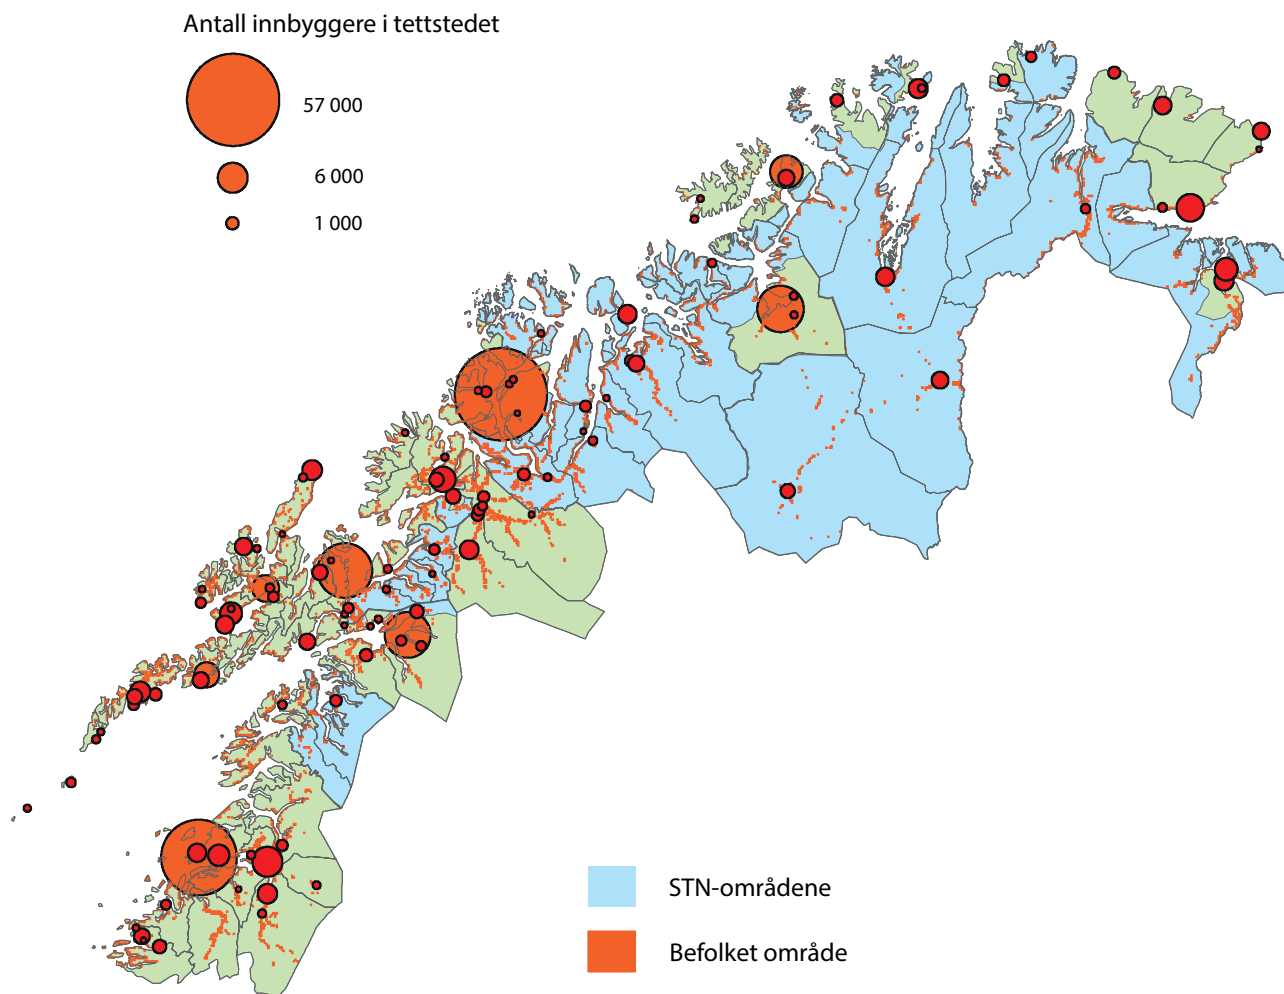 Antall innbyggere i tettstedet
57 000
6 000
1 000
STN-områdene
Befolket område